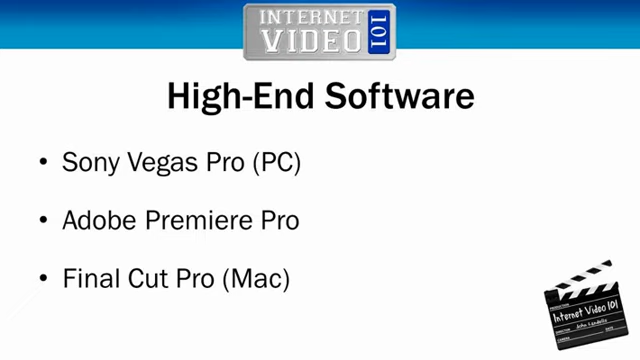 INTERNET
VIDEO
101
High-End Software
• Sony Vegas Pro (PC)
• Adobe Premiere Pro
• Final Cut Pro (Mac)
Internet Video 101